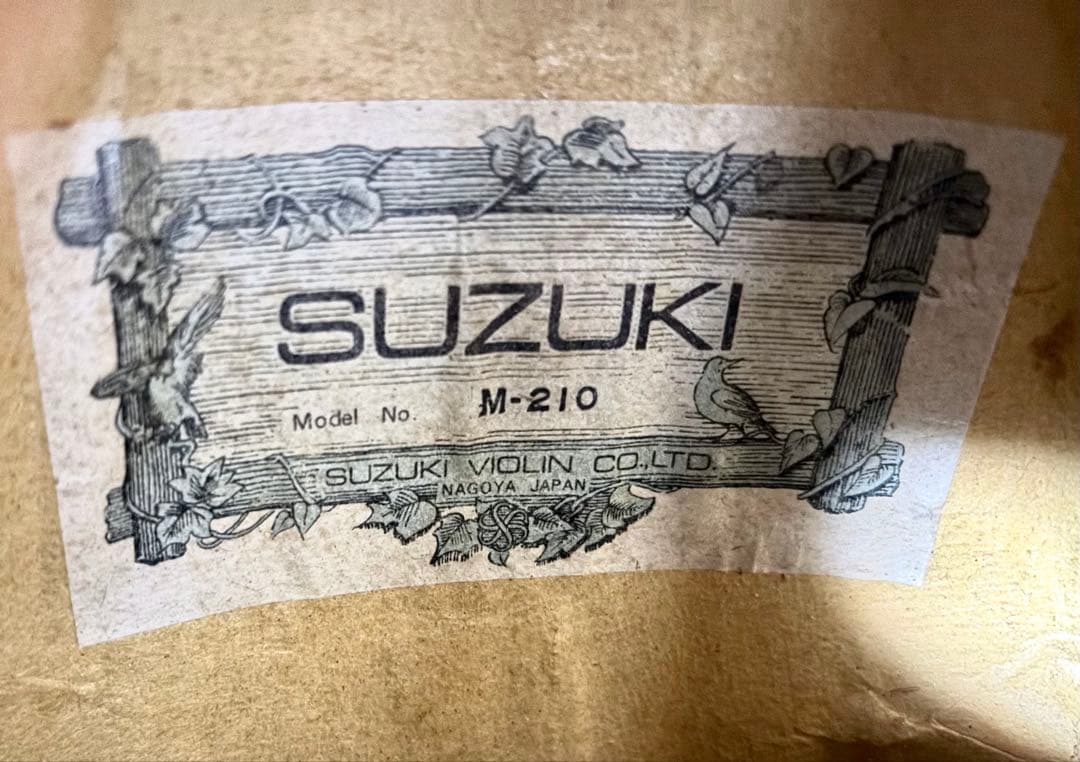 SUZUKI
Model No. M-210
SUZUKI VIOLIN CO.,LTD.
NAGOYA JAPAN